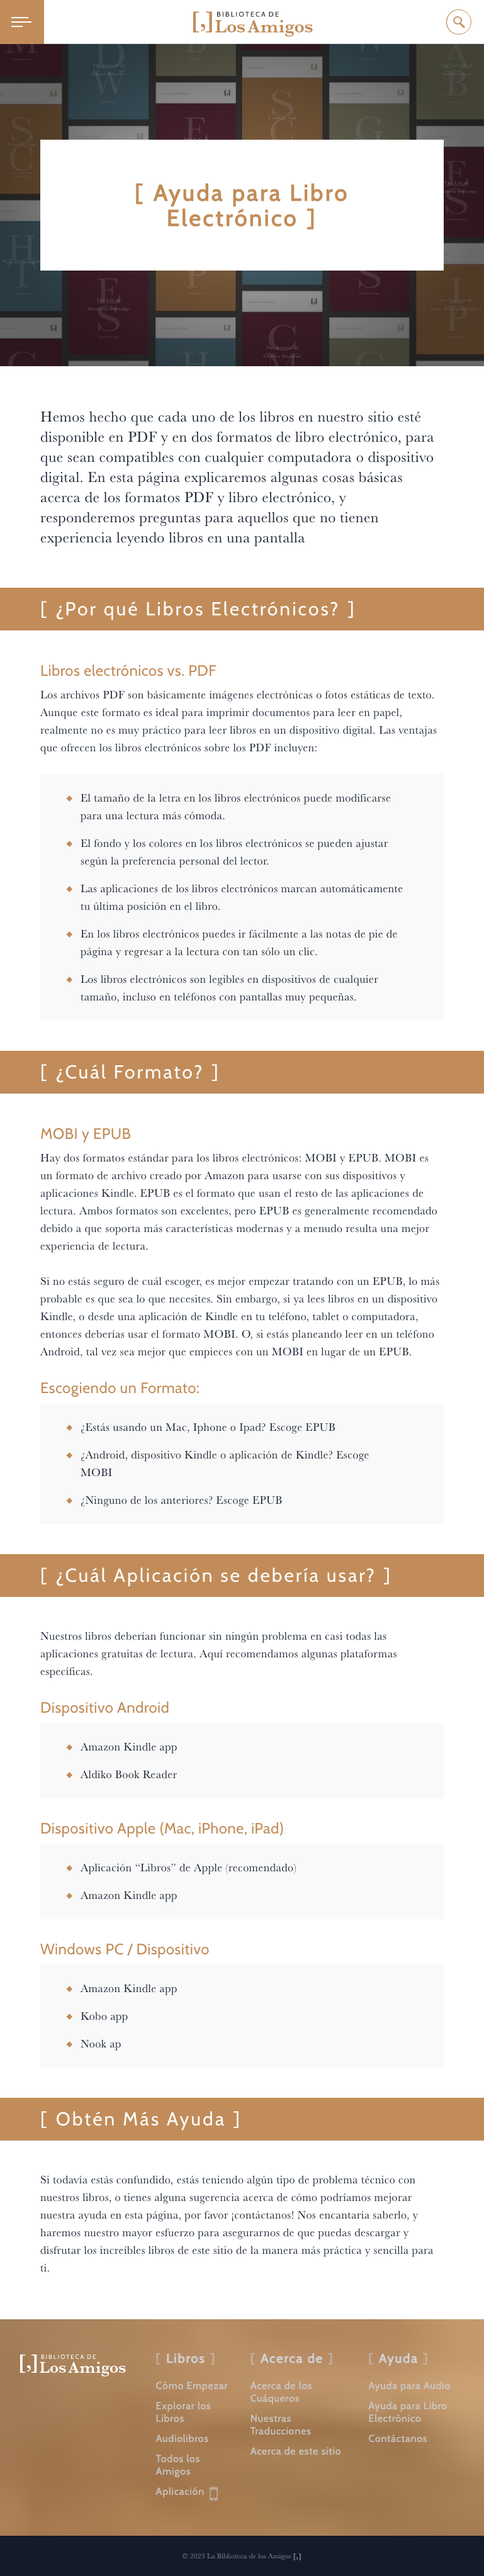 BIBLIOTECA DE
[,] Los Amigos
[ Ayuda para Libro
Electrónico ]
Hemos hecho que cada uno de los libros en nuestro sitio esté
disponible en PDF y en dos formatos de libro electrónico, para
que sean compatibles con cualquier computadora o dispositivo
digital. En esta página explicaremos algunas cosas básicas
acerca de los formatos PDF y libro electrónico, y
responderemos preguntas para aquellos que no tienen
experiencia leyendo libros en una pantalla
[ ¿Por qué Libros Electrónicos? ]
Libros electrónicos vs. PDF
Los archivos PDF son básicamente imágenes electrónicas o fotos estáticas de texto.
Aunque este formato es ideal para imprimir documentos para leer en papel,
realmente no es muy práctico para leer libros en un dispositivo digital. Las ventajas
que ofrecen los libros electrónicos sobre los PDF incluyen:
El tamaño de la letra en los libros electrónicos puede modificarse
para una lectura más cómoda.
El fondo y los colores en los libros electrónicos se pueden ajustar
según la preferencia personal del lector.
Las aplicaciones de los libros electrónicos marcan automáticamente
tu última posición en el libro.
En los libros electrónicos puedes ir fácilmente a las notas de pie de
página y regresar a la lectura con tan sólo un clic.
Los libros electrónicos son legibles en dispositivos de cualquier
tamaño, incluso en teléfonos con pantallas muy pequeñas.
[ ¿Cuál Formato? ]
MOBI y EPUB
Hay dos formatos estándar para los libros electrónicos: MOBI y EPUB. MOBI es
un formato de archivo creado por Amazon para usarse con sus dispositivos y
aplicaciones Kindle. EPUB es el formato que usan el resto de las aplicaciones de
lectura. Ambos formatos son excelentes, pero EPUB es generalmente recomendado
debido a que soporta más características modernas y a menudo resulta una mejor
experiencia de lectura.
Si no estás seguro de cuál escoger, es mejor empezar tratando con un EPUB, lo más
probable es que sea lo que necesites. Sin embargo, si ya lees libros en un dispositivo
Kindle, o desde una aplicación de Kindle en tu teléfono, tablet o computadora,
entonces deberías usar el formato MOBI. O, si estás planeando leer en un teléfono
Android, tal vez sea mejor que empieces con un MOBI en lugar de un EPUB.
Escogiendo un Formato:
¿Estás usando un Mac, Iphone o Ipad? Escoge EPUB
¿Android, dispositivo Kindle o aplicación de Kindle? Escoge
MOBI
¿Ninguno de los anteriores? Escoge EPUB
[ ¿Cuál Aplicación se debería usar? ]
Nuestros libros deberían funcionar sin ningún problema en casi todas las
aplicaciones gratuitas de lectura. Aquí recomendamos algunas plataformas
específicas.
Dispositivo Android
Amazon Kindle app
Aldiko Book Reader
Dispositivo Apple (Mac, iPhone, iPad)
Aplicación “Libros” de Apple (recomendado)
Amazon Kindle app
Windows PC / Dispositivo
Amazon Kindle app
Kobo app
Nook ap
[ Obtén Más Ayuda ]
Si todavía estás confundido, estás teniendo algún tipo de problema técnico con
nuestros libros, o tienes alguna sugerencia acerca de cómo podríamos mejorar
nuestra ayuda en esta página, por favor ¡contáctanos! Nos encantaría saberlo, y
haremos nuestro mayor esfuerzo para asegurarnos de que puedas descargar y
disfrutar los increíbles libros de este sitio de la manera más práctica y sencilla para
ti.
BIBLIOTECA DE
[,] Los Amigos
[ Libros ]
Cómo Empezar
Explorar los
Libros
Audiolibros
Todos los
Amigos
Aplicación
[ Acerca de ]
Acerca de los
Cuáqueros
Nuestras
Traducciones
Acerca de este sitio
[ Ayuda ]
Ayuda para Audio
Ayuda para Libro
Electrónico
Contáctanos
© 2023 La Biblioteca de los Amigos [,]